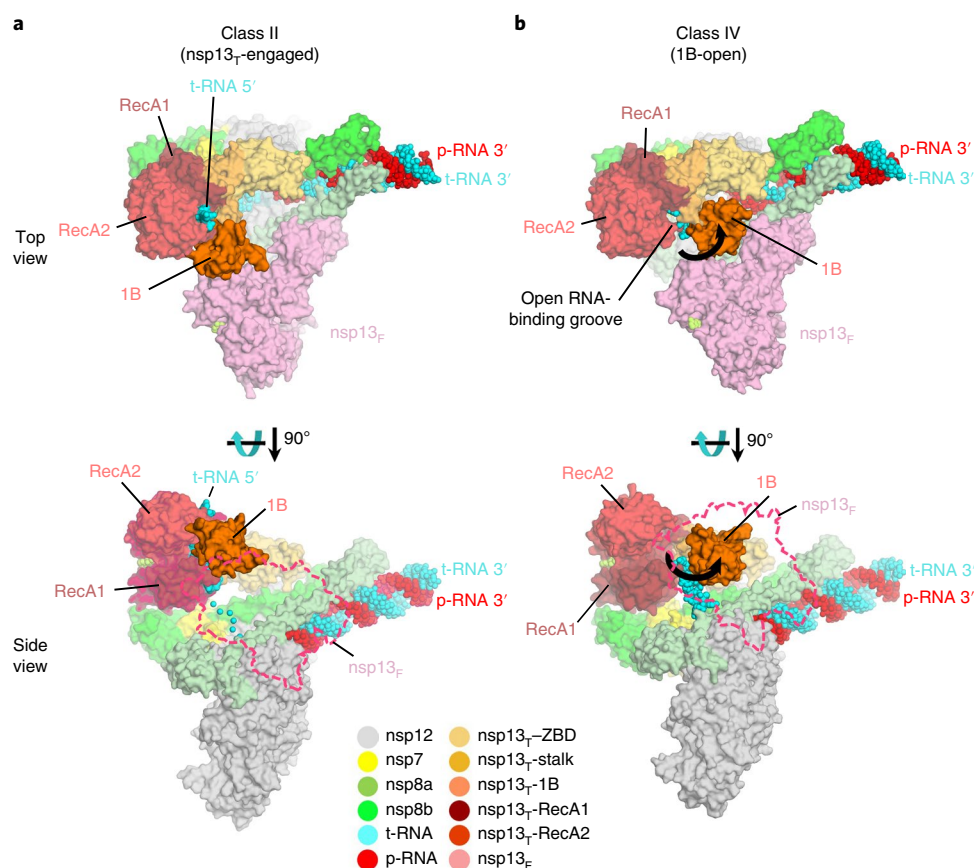 a
Class II
(nsp13T-engaged)
t-RNA 5′
RecA1
p-RNA 3′
t-RNA 3′
RecA2
Top
view
1B
nsp13F
90°
RecA2
t-RNA 5′
1B
RecA1
t-RNA 3′
p-RNA 3′
Side
view
nsp13F
b
Class IV
(1B-open)
RecA1
p-RNA 3′
t-RNA 3′
RecA2
1B
Open RNA-
binding groove
90°
RecA2
1B
nsp13F
t-RNA 3′
p-RNA 3′
RecA1
nsp12
nsp7
nsp8a
nsp8b
t-RNA
p-RNA
nsp13T–ZBD
nsp13T-stalk
nsp13T-1B
nsp13T-RecA1
nsp13T-RecA2
nsp13F